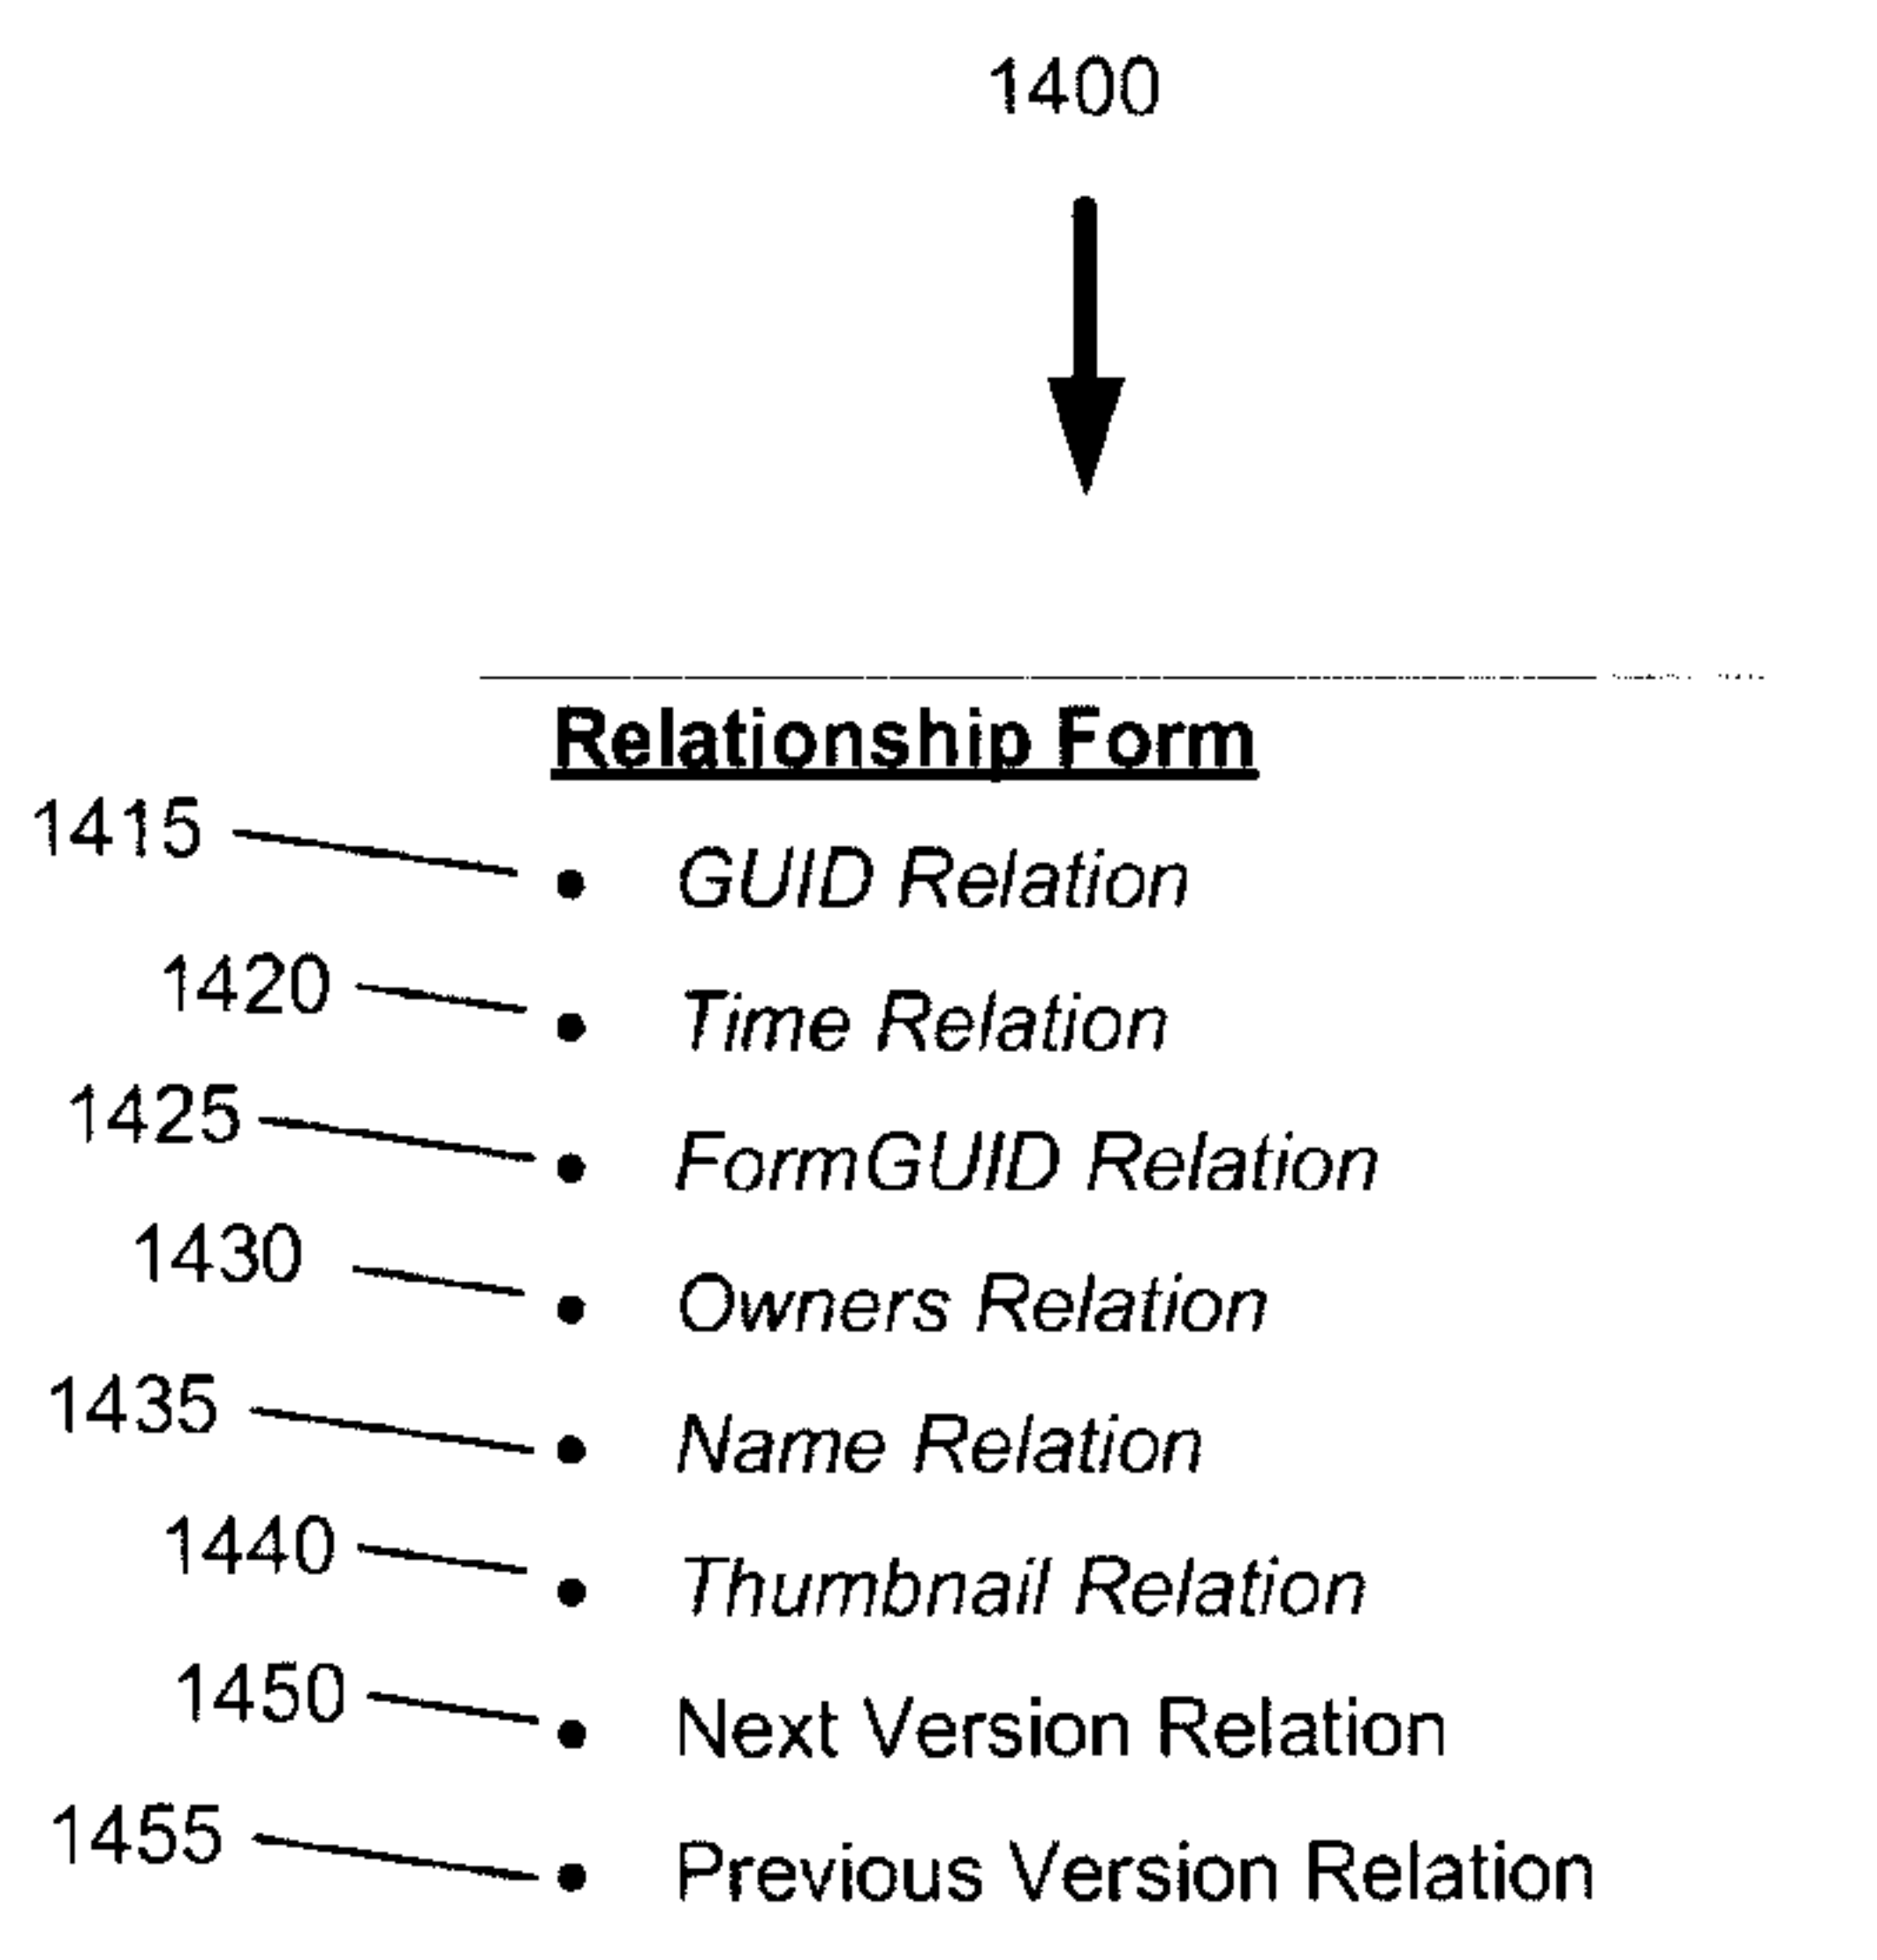 1400
Relationship Form
1415 • GUID Relation
1420 • Time Relation
1425 • FormGUID Relation
1430 • Owners Relation
1435 • Name Relation
1440 • Thumbnail Relation
1450 • Next Version Relation
1455 • Previous Version Relation